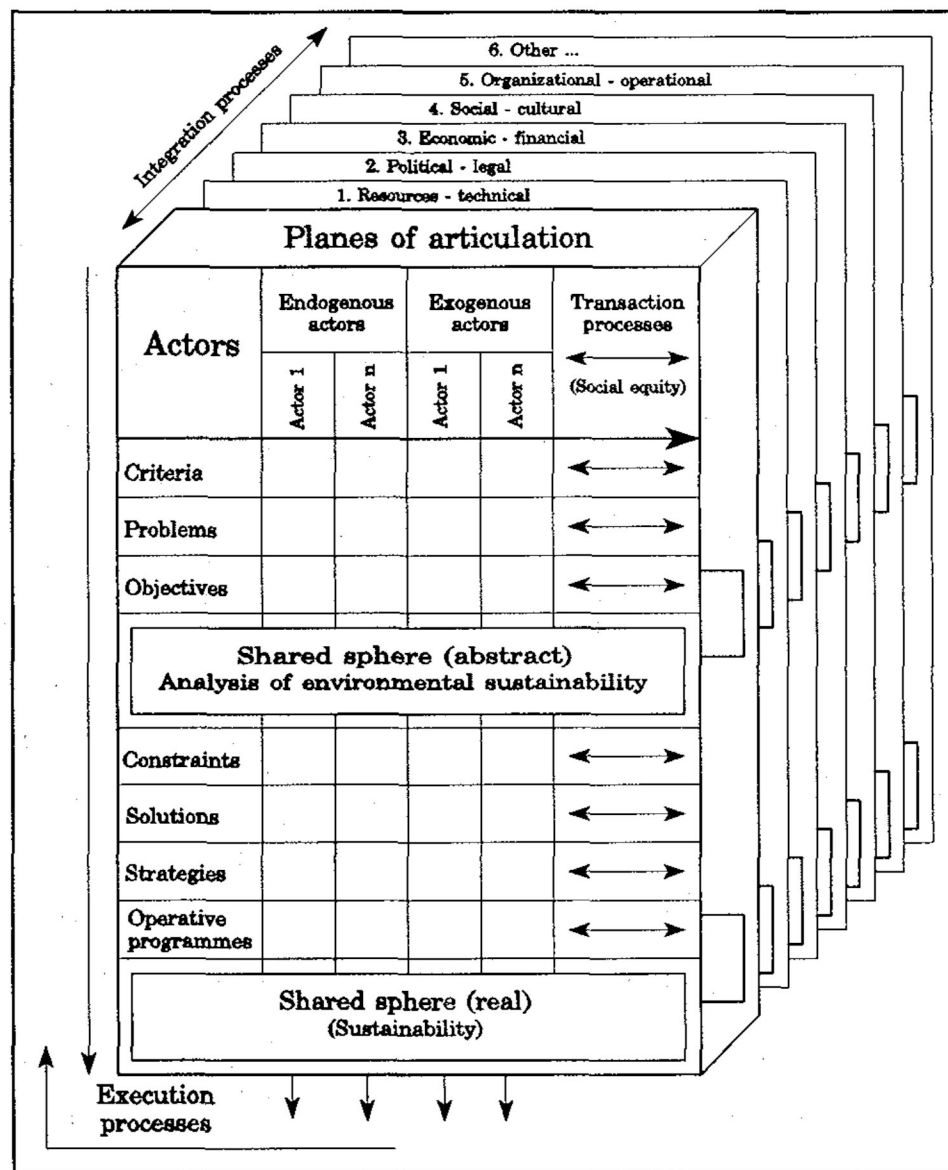 Integration processes
6. Other ...
5. Organizational - operational
4. Social - cultural
3. Economic - financial
2. Political - legal
1. Resources - technical
Planes of articulation
Actors
Endogenous
actors
Exogenous
actors
Transaction
processes
(Social equity)
Actor 1
Actor n
Actor 1
Actor n
Criteria
Problems
Objectives
Shared sphere (abstract)
Analysis of environmental sustainability
Constraints
Solutions
Strategies
Operative
programmes
Shared sphere (real)
(Sustainability)
Execution
processes